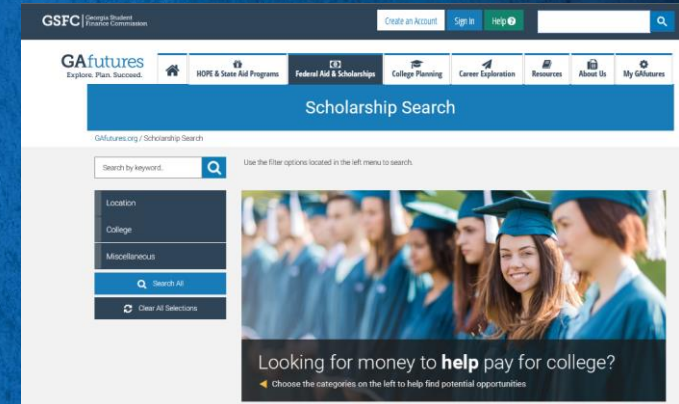 GSFC Georgia Student
Finance Commission
Create an Account Sign In Help
GAfutures
Explore. Plan. Succeed.
HOPE & State Aid Programs Federal Aid & Scholarships College Planning Career Exploration Resources About Us My GAfutures
Scholarship Search
GAfutures.org / Scholarship Search
Search by keyword..
Use the filter options located in the left menu to search.
Location
College
Miscellaneous
Search All
Clear All Selections
Looking for money to help pay for college?
Choose the categories on the left to help find potential opportunities